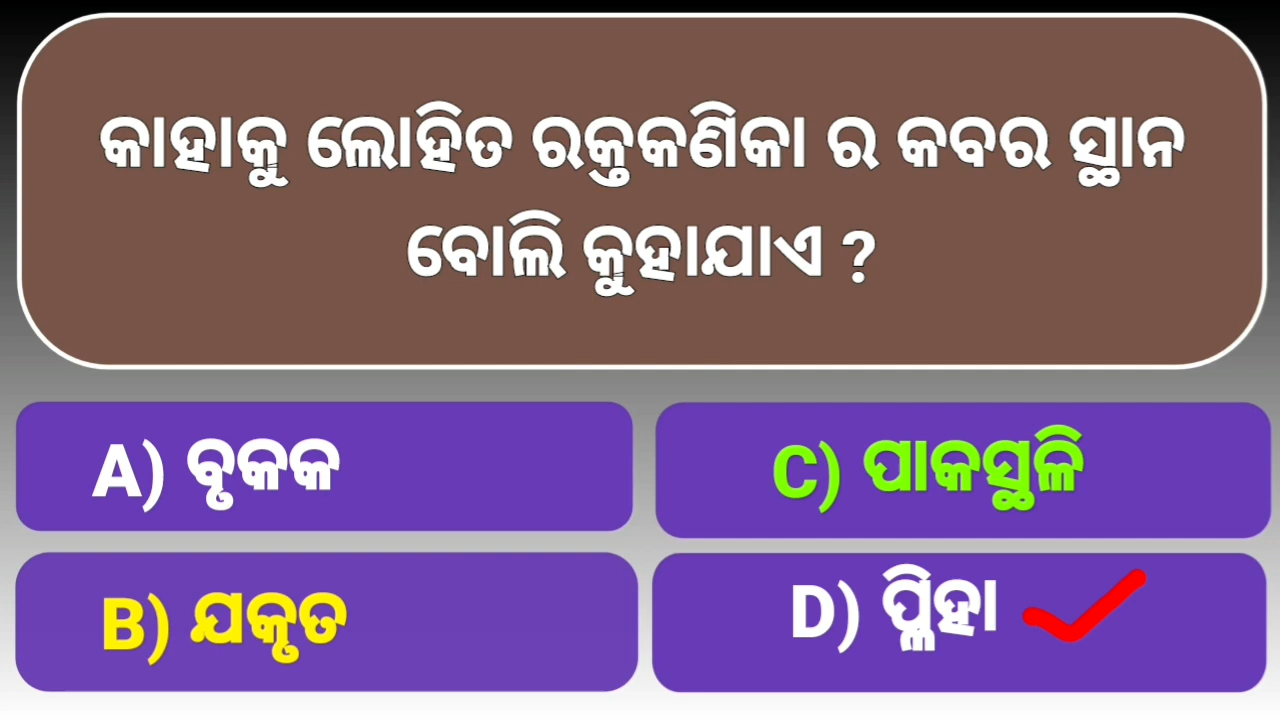 କାହାକୁ ଲୋହିତ ରକ୍ତକଣିକା ର କବର ସ୍ଥାନ
ବୋଲି କୁହାଯାଏ ?
A) ବୃକକ
C) ପାକସ୍ଥଳି
B) ଯକୃତ
D) ପ୍ଲିହା